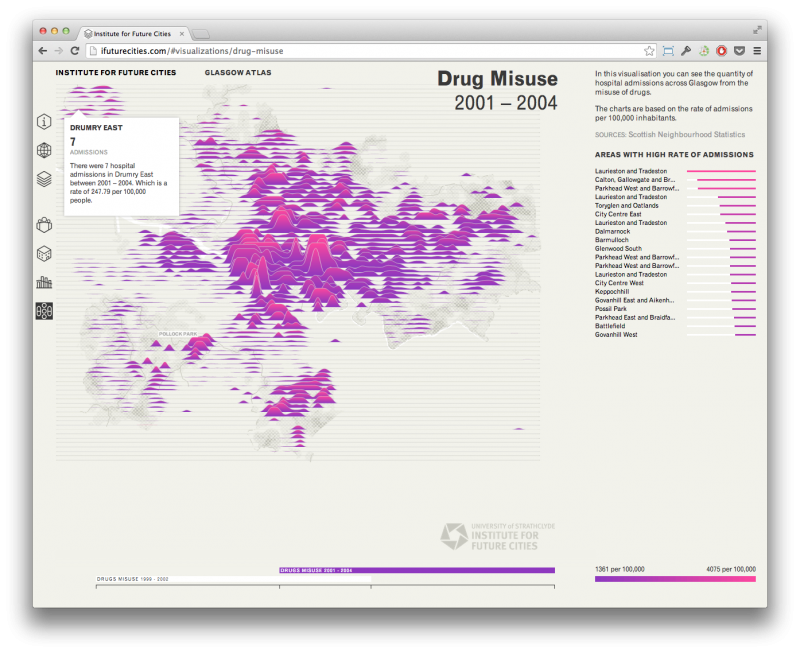 Institute for Future Cities
ifuturecities.com/#visualizations/drug-misuse
INSTITUTE FOR FUTURE CITIES
GLASGOW ATLAS
Drug Misuse
2001 – 2004
DRUMRY EAST
7
ADMISSIONS
There were 7 hospital
admissions in Drumry East
between 2001 – 2004. Which is a
rate of 247.79 per 100,000
people.
POLLOCK PARK
UNIVERSITY of STRATHCLYDE
INSTITUTE FOR
FUTURE CITIES
DRUGS MISUSE 2001 - 2004
DRUGS MISUSE 1999 - 2002
In this visualisation you can see the quantity of
hospital admissions across Glasgow from the
misuse of drugs.
The charts are based on the rate of admissions
per 100,000 inhabitants.
SOURCES: Scottish Neighbourhood Statistics
AREAS WITH HIGH RATE OF ADMISSIONS
Laurieston and Tradeston
Calton, Gallowgate and Br...
Parkhead West and Barrowf...
Laurieston and Tradeston
Toryglen and Oatlands
City Centre East
Laurieston and Tradeston
Dalmarnock
Barmulloch
Glenwood South
Parkhead West and Barrowf...
Parkhead West and Barrowf...
Laurieston and Tradeston
City Centre West
Keppochhill
Govanhill East and Aikenh...
Possil Park
Parkhead East and Braidfa...
Battlefield
Govanhill West
1361 per 100,000
4075 per 100,000